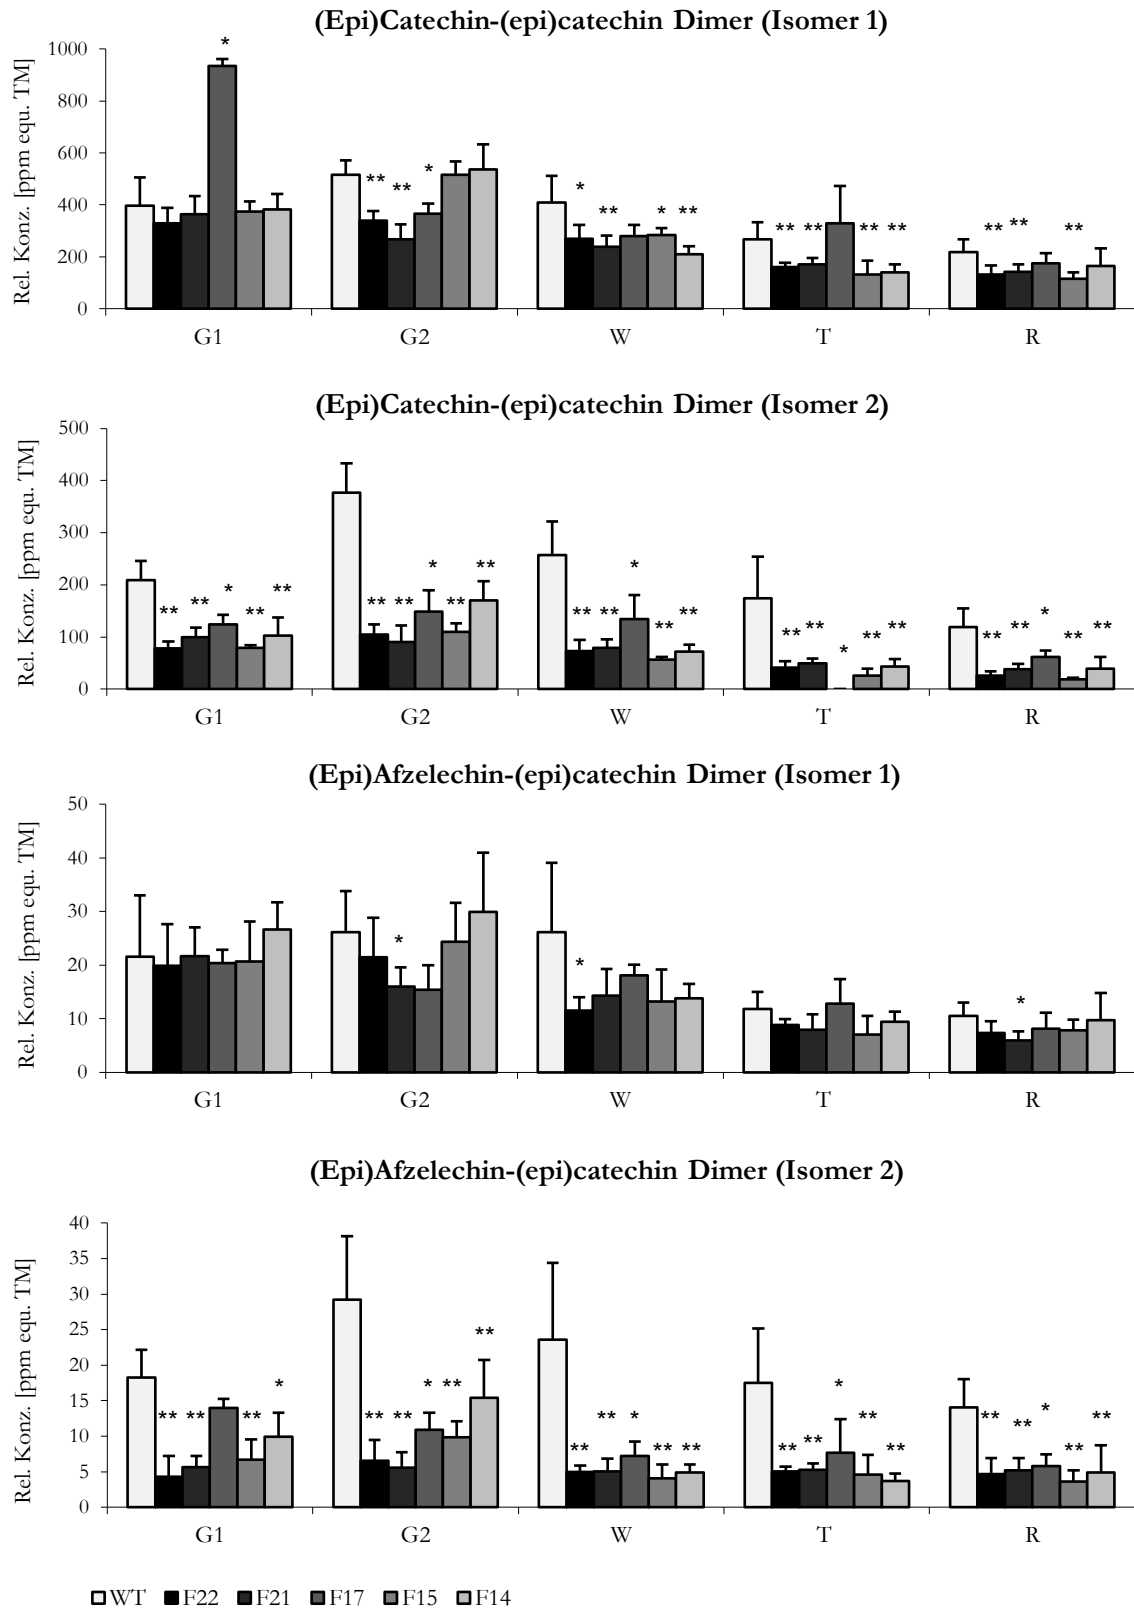 (Epi)Catechin-(epi)catechin Dimer (Isomer 1)
Rel. Konz. [ppm equ. TM]
1000
800
600
400
200
0
*
** ** *
* ** * **
** ** ** **
** ** **
G1 G2 W T R
(Epi)Catechin-(epi)catechin Dimer (Isomer 2)
Rel. Konz. [ppm equ. TM]
500
400
300
200
100
0
** ** * ** **
** ** * ** **
** ** * ** **
** ** * ** **
** ** * ** **
G1 G2 W T R
(Epi)Afzelechin-(epi)catechin Dimer (Isomer 1)
Rel. Konz. [ppm equ. TM]
50
40
30
20
10
0
*
*
*
G1 G2 W T R
(Epi)Afzelechin-(epi)catechin Dimer (Isomer 2)
Rel. Konz. [ppm equ. TM]
40
35
30
25
20
15
10
5
0
** ** ** *
** ** * ** **
** ** * ** **
** ** * ** **
** ** * ** **
G1 G2 W T R
WT F22 F21 F17 F15 F14